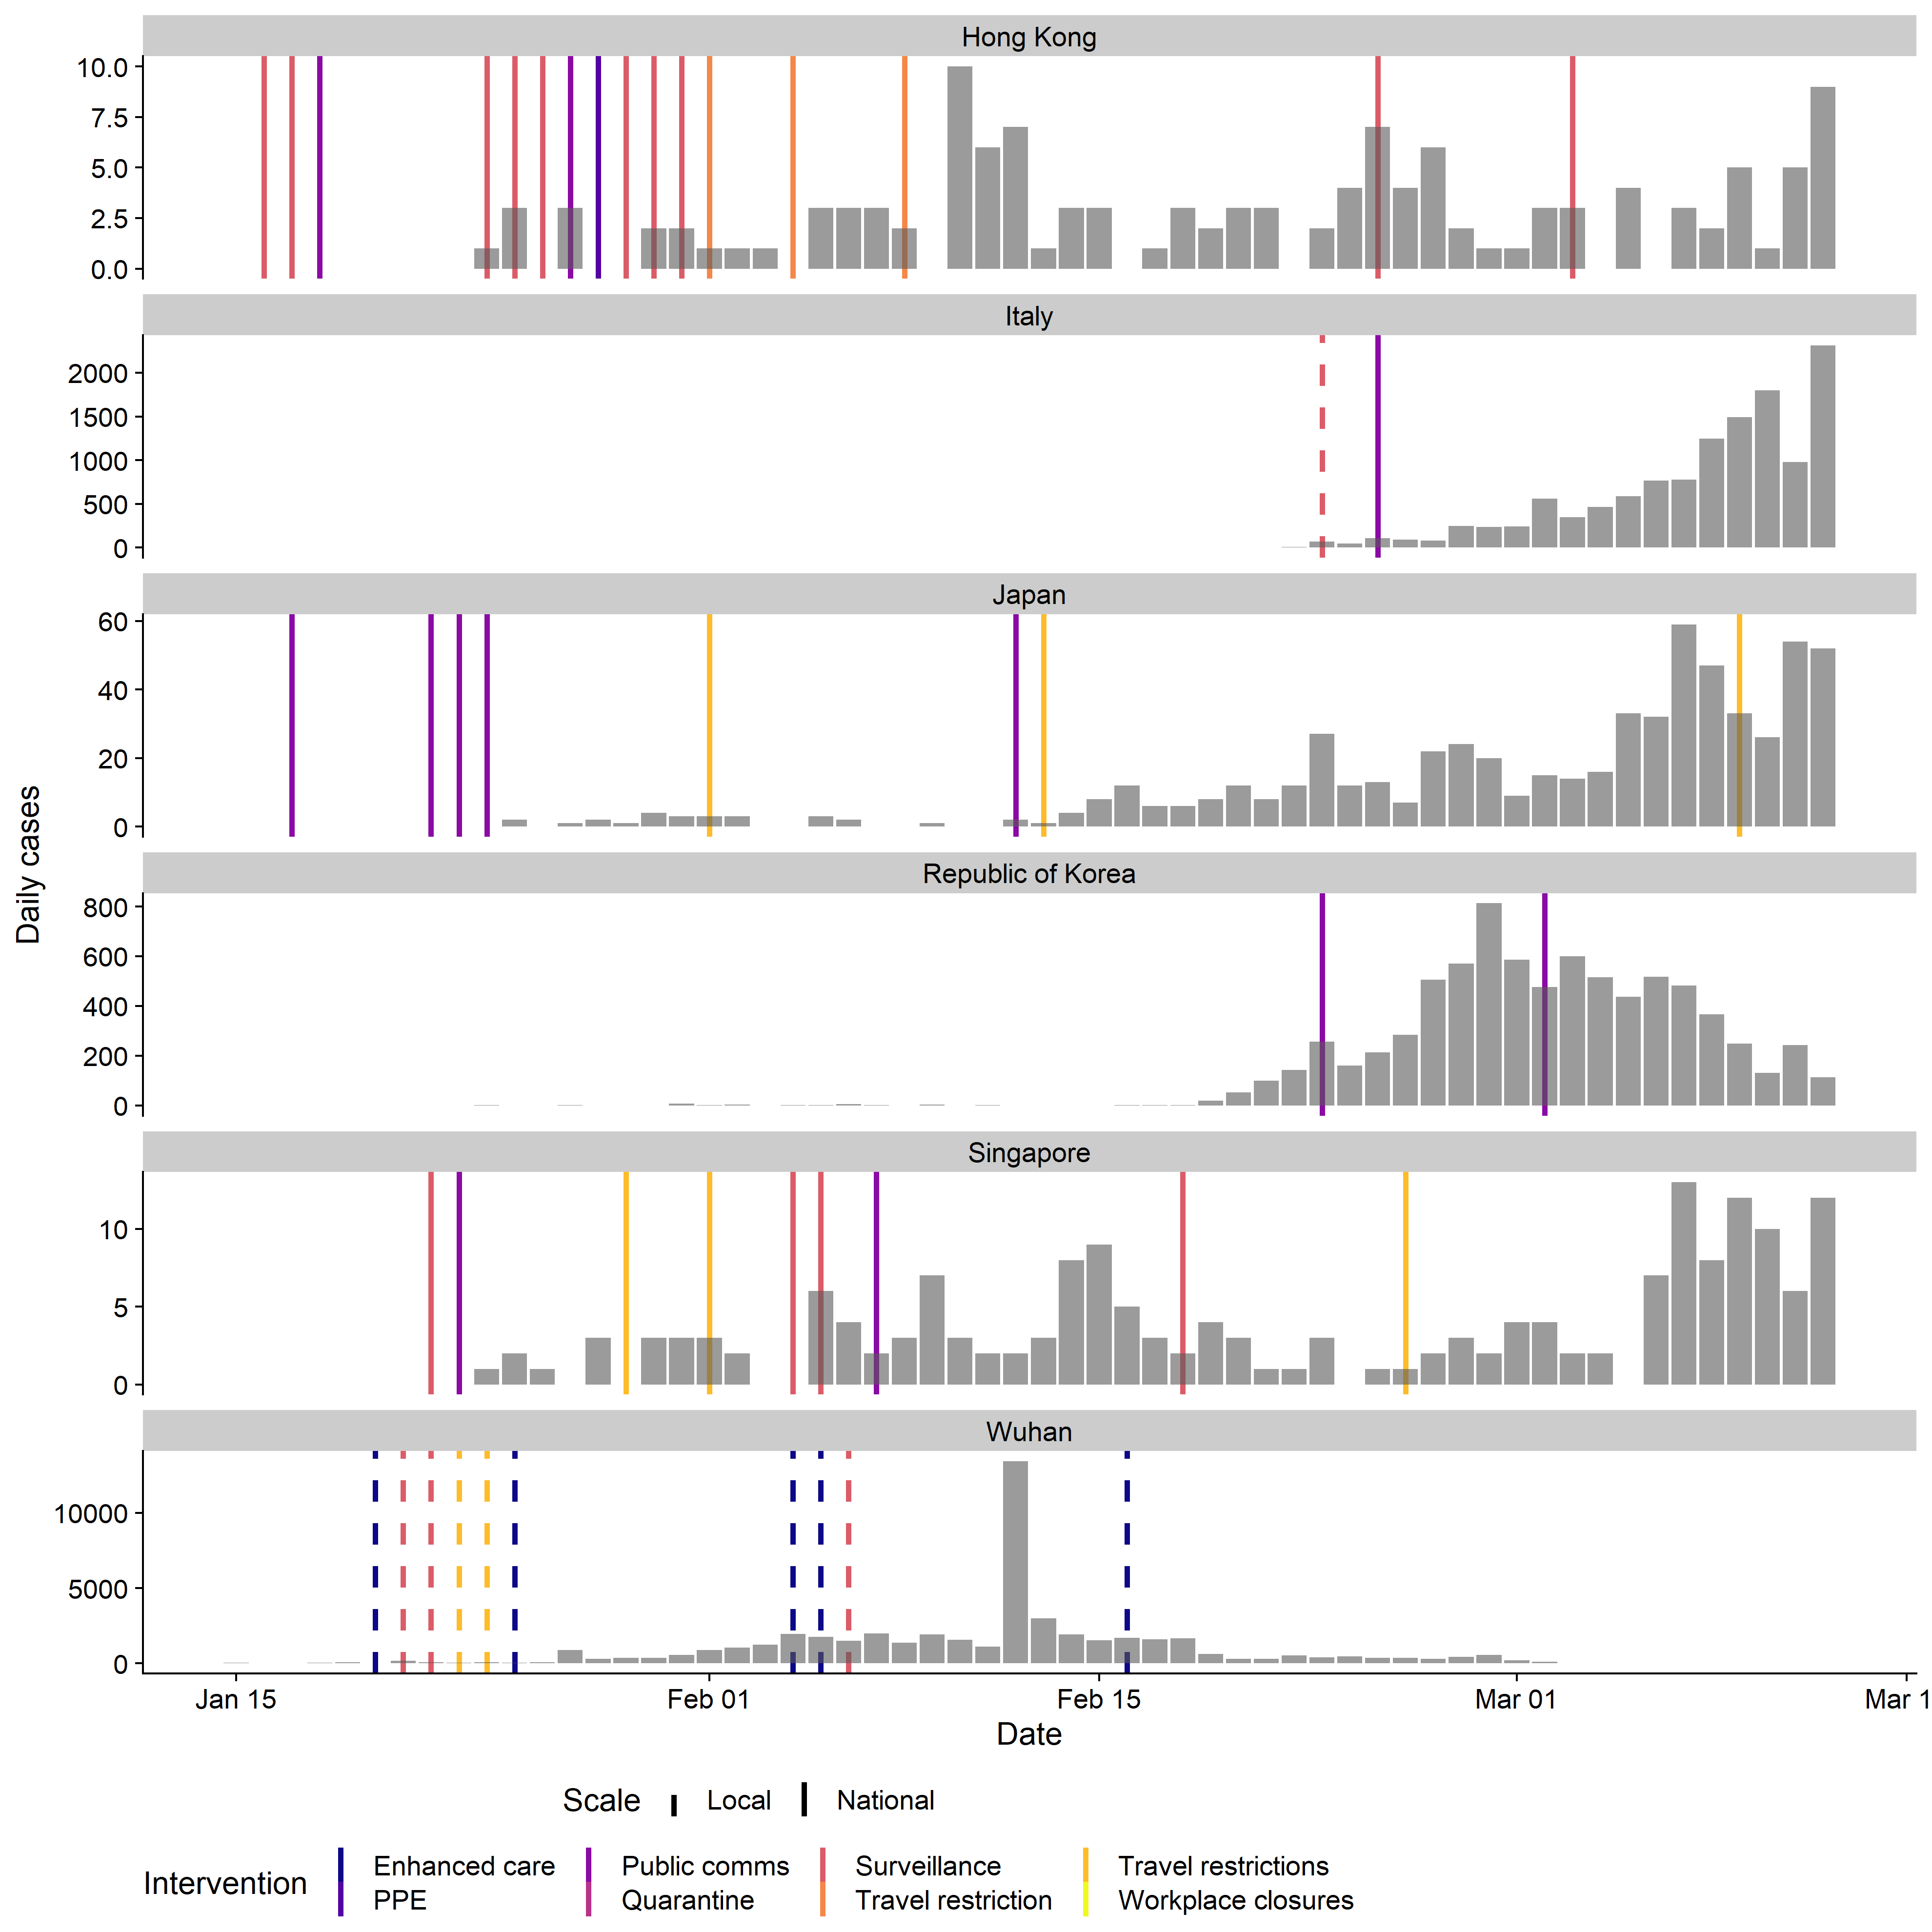 Hong Kong
10.0
7.5
5.0
2.5
0.0
Italy
2000
1500
1000
500
0
Japan
60
40
20
0
Daily cases
Republic of Korea
800
600
400
200
0
Singapore
10
5
0
Wuhan
10000
5000
0
Jan 15 Feb 01 Feb 15 Mar 01 Mar 1
Date
Scale Local National
Intervention
Enhanced care Public comms Surveillance Travel restrictions
PPE Quarantine Travel restriction Workplace closures